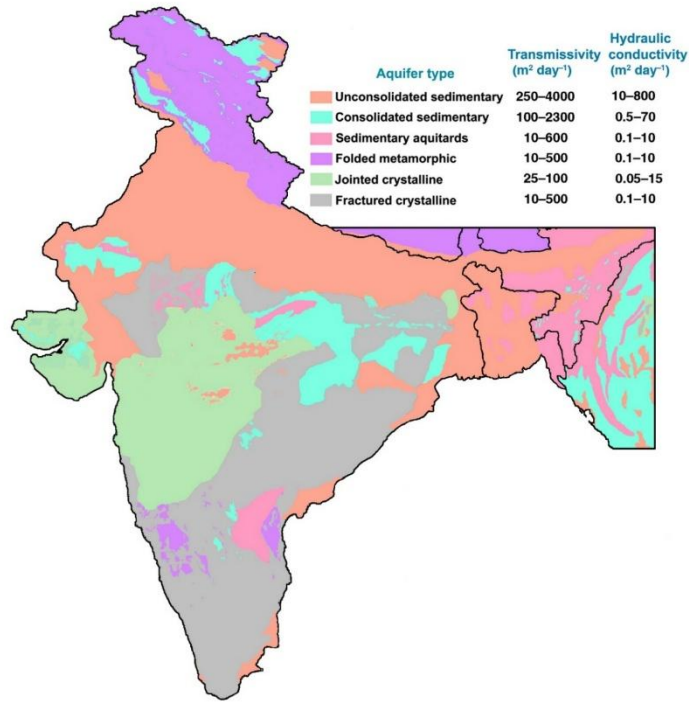 Aquifer type Transmissivity (m² day⁻¹) Hydraulic conductivity (m² day⁻¹)
Unconsolidated sedimentary 250–4000 10–800
Consolidated sedimentary 100–2300 0.5–70
Sedimentary aquitards 10–600 0.1–10
Folded metamorphic 10–500 0.1–10
Jointed crystalline 25–100 0.05–15
Fractured crystalline 10–500 0.1–10